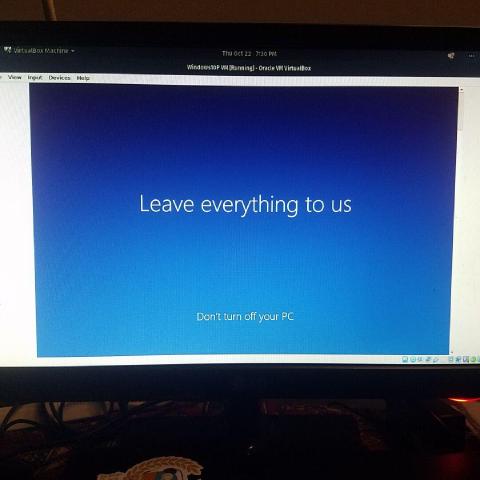 VirtualBox Machine
Thu Oct 22 7:30 PM
Windows10P VM [Running] - Oracle VM VirtualBox
View Input Devices Help
Leave everything to us
Don't turn off your PC